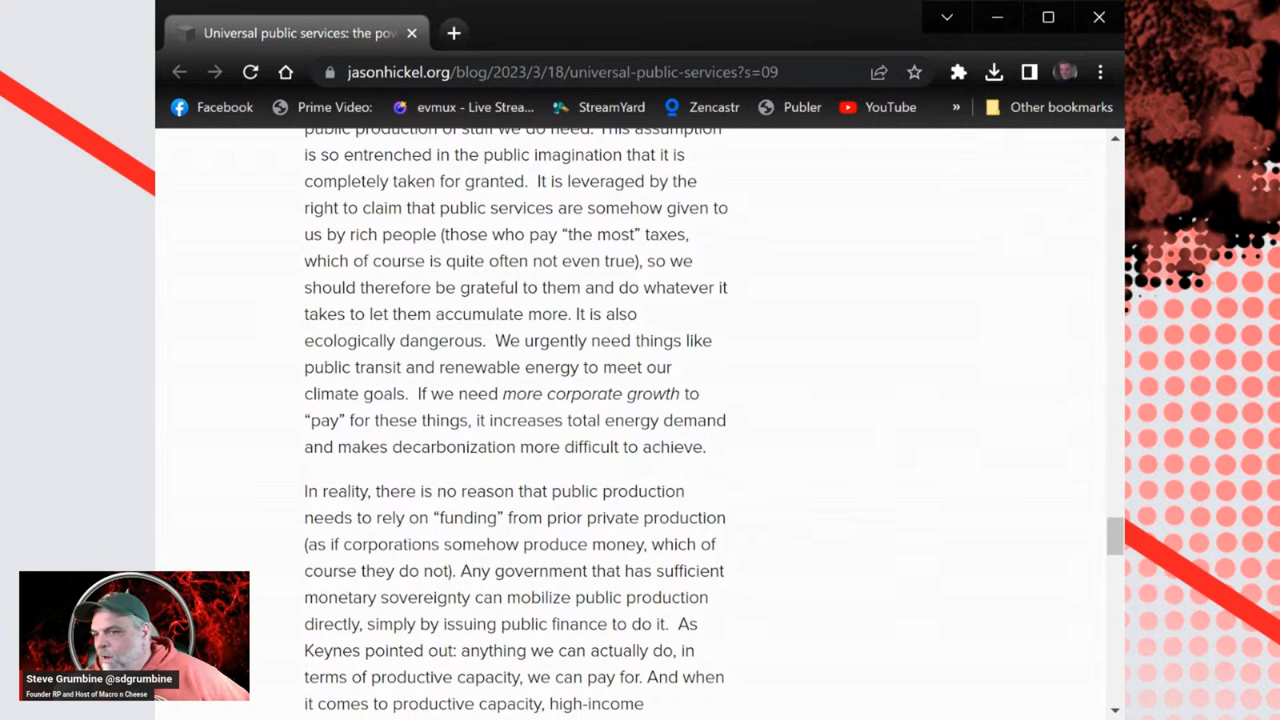 Universal public services: the pov
jasonhickel.org/blog/2023/3/18/universal-public-services?s=09
Facebook
Prime Video:
evmux - Live Strea...
StreamYard
Zencastr
Publer
YouTube
»
Other bookmarks
public production of stuff we do need. This assumption
is so entrenched in the public imagination that it is
completely taken for granted.  It is leveraged by the
right to claim that public services are somehow given to
us by rich people (those who pay “the most” taxes,
which of course is quite often not even true), so we
should therefore be grateful to them and do whatever it
takes to let them accumulate more. It is also
ecologically dangerous.  We urgently need things like
public transit and renewable energy to meet our
climate goals.  If we need more corporate growth to
“pay” for these things, it increases total energy demand
and makes decarbonization more difficult to achieve.
In reality, there is no reason that public production
needs to rely on “funding” from prior private production
(as if corporations somehow produce money, which of
course they do not). Any government that has sufficient
monetary sovereignty can mobilize public production
directly, simply by issuing public finance to do it.  As
Keynes pointed out: anything we can actually do, in
terms of productive capacity, we can pay for. And when
it comes to productive capacity, high-income
Steve Grumbine @sdgrumbine
Founder RP and Host of Macro n Cheese